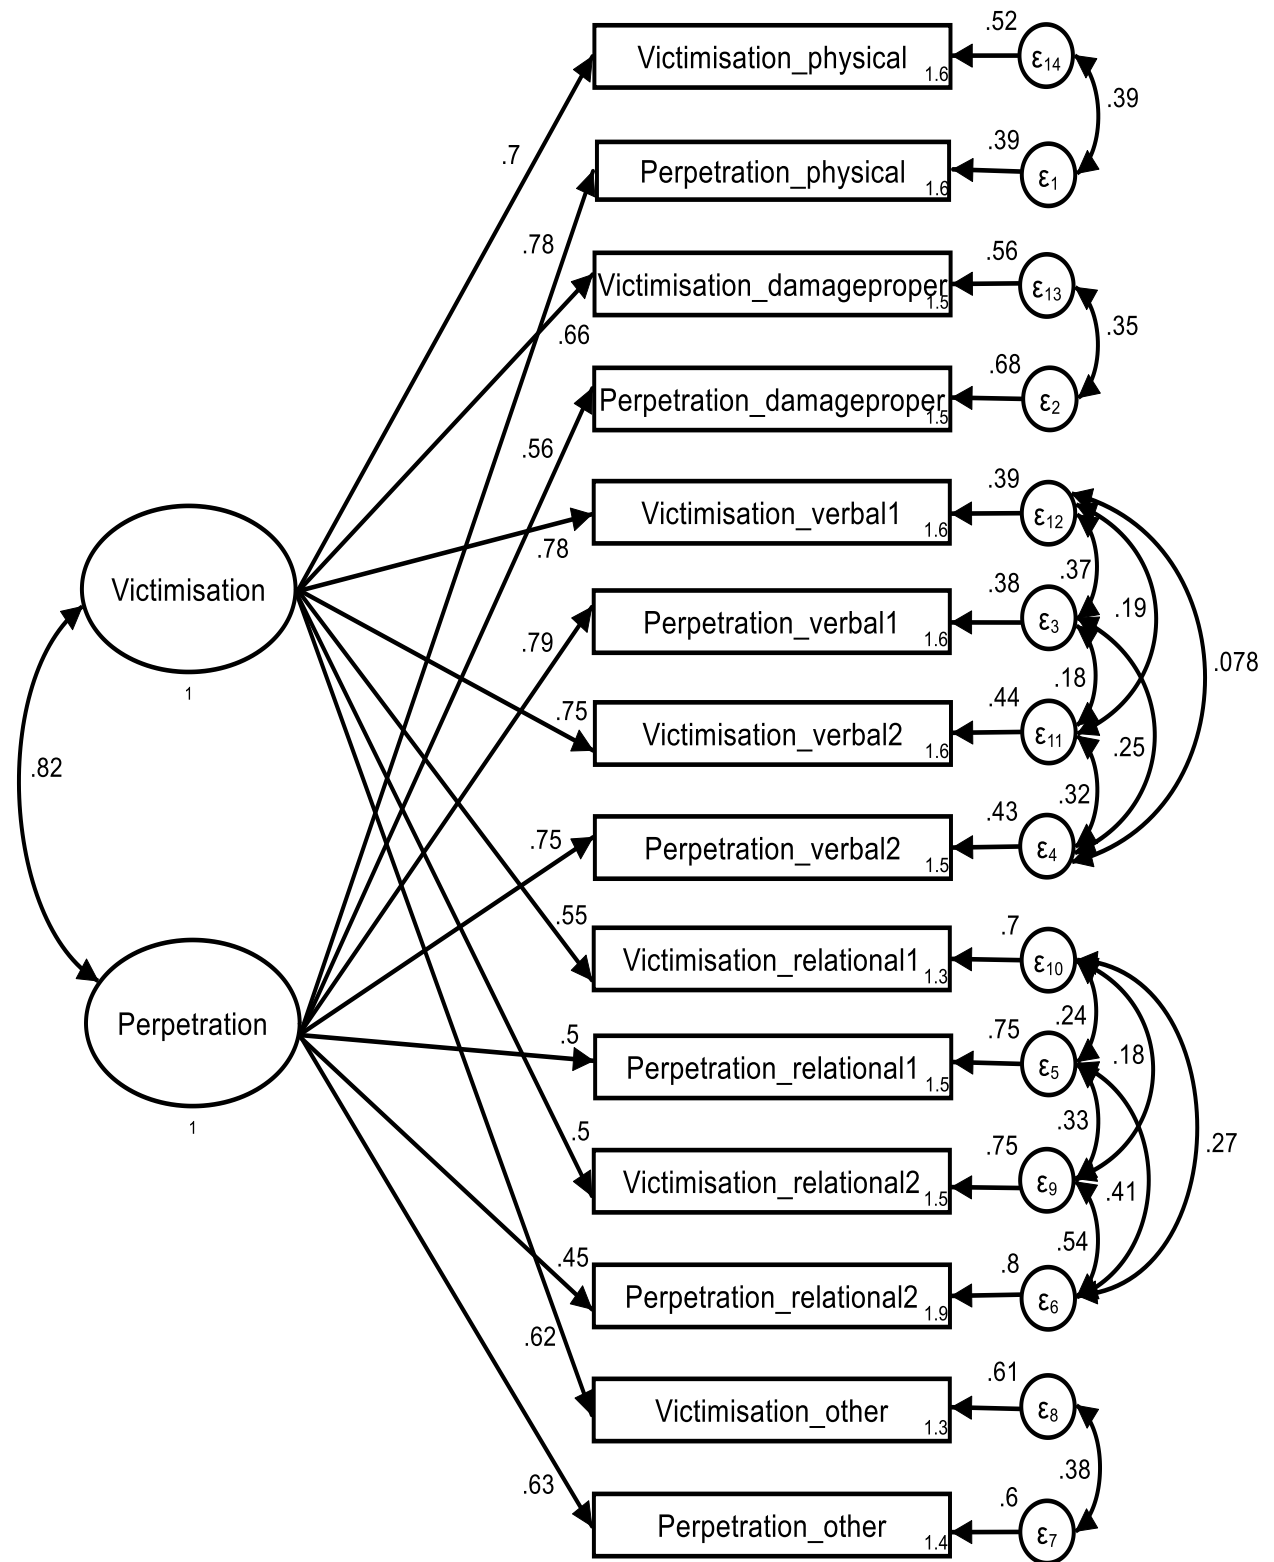 .52
Victimisation_physical
1.6
ε14
.39
.7
.39
Perpetration_physical
1.6
ε1
.78
.56
Victimisation_damageproper
1.5
ε13
.66
.35
.68
Perpetration_damageproper
1.5
ε2
.56
.39
Victimisation_verbal1
1.6
ε12
.78
.37
.38
Perpetration_verbal1
1.6
ε3
.19
.79
.078
.18
.44
Victimisation_verbal2
1.6
ε11
.75
.25
.32
.43
Perpetration_verbal2
1.5
ε4
.75
Victimisation
1
.82
Perpetration
1
.55
.7
Victimisation_relational1
1.3
ε10
.24
.5
.75
Perpetration_relational1
1.5
ε5
.18
.33
.27
.5
.75
Victimisation_relational2
1.5
ε9
.41
.54
.45
.8
Perpetration_relational2
1.9
ε6
.62
.61
Victimisation_other
1.3
ε8
.38
.63
.6
Perpetration_other
1.4
ε7